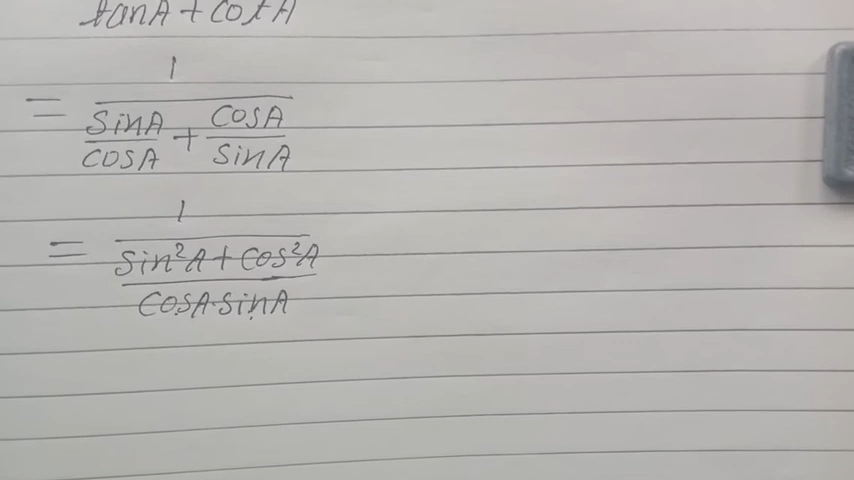 tanA + cotA
1
= sinA/cosA + cosA/sinA
1
= sin²A + cos²A
cosA·sinA